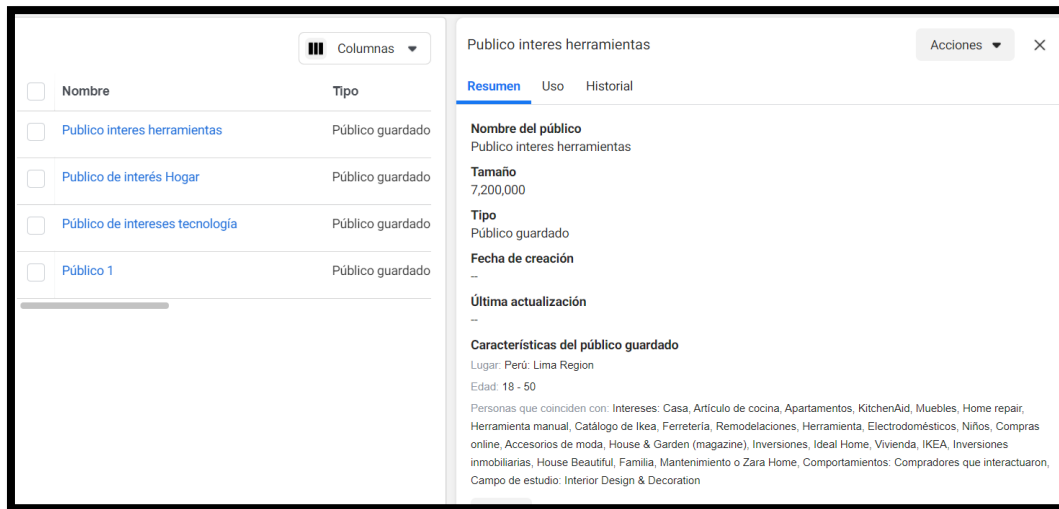 Columnas
Nombre Tipo
Publico interes herramientas Público guardado
Publico de interés Hogar Público guardado
Público de intereses tecnología Público guardado
Público 1 Público guardado
Publico interes herramientas
Acciones
Resumen Uso Historial
Nombre del público
Publico interes herramientas
Tamaño
7,200,000
Tipo
Público guardado
Fecha de creación
--
Última actualización
--
Características del público guardado
Lugar: Perú: Lima Region
Edad: 18 - 50
Personas que coinciden con: Intereses: Casa, Artículo de cocina, Apartamentos, KitchenAid, Muebles, Home repair,
Herramienta manual, Catálogo de Ikea, Ferretería, Remodelaciones, Herramienta, Electrodomésticos, Niños, Compras
online, Accesorios de moda, House & Garden (magazine), Inversiones, Ideal Home, Vivienda, IKEA, Inversiones
inmobiliarias, House Beautiful, Familia, Mantenimiento o Zara Home, Comportamientos: Compradores que interactuaron,
Campo de estudio: Interior Design & Decoration